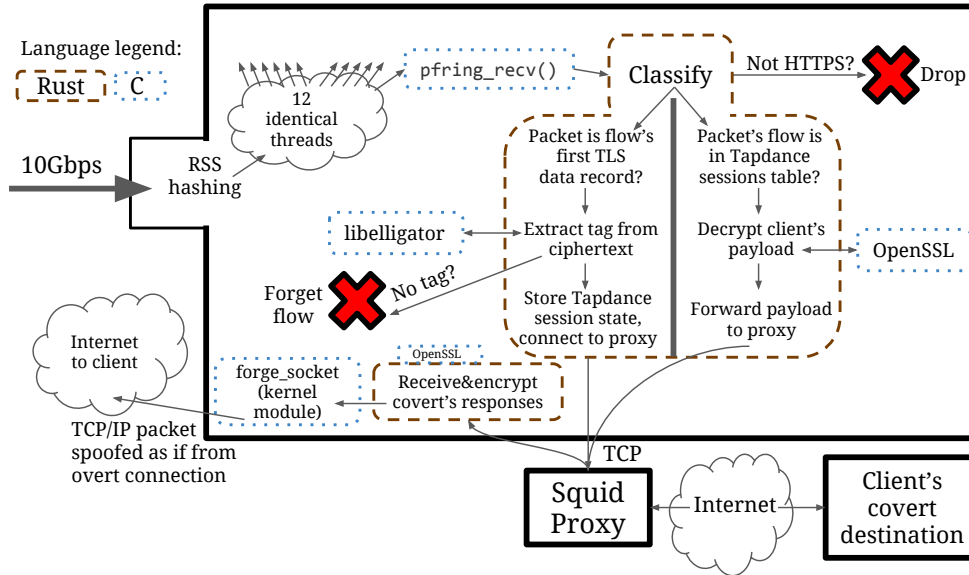 Language legend:
Rust
C
10Gbps
RSS
hashing
12
identical
threads
pfring_recv()
Classify
Not HTTPS?
Drop
Packet is flow's
first TLS
data record?
Packet's flow is
in Tapdance
sessions table?
libelligator
Extract tag from
ciphertext
Decrypt client's
payload
OpenSSL
No tag?
Forget
flow
Store Tapdance
session state,
connect to proxy
Forward payload
to proxy
Internet
to client
OpenSSL
forge_socket
(kernel
module)
Receive&encrypt
covert's responses
TCP/IP packet
spoofed as if from
overt connection
TCP
Squid
Proxy
Internet
Client's
covert
destination